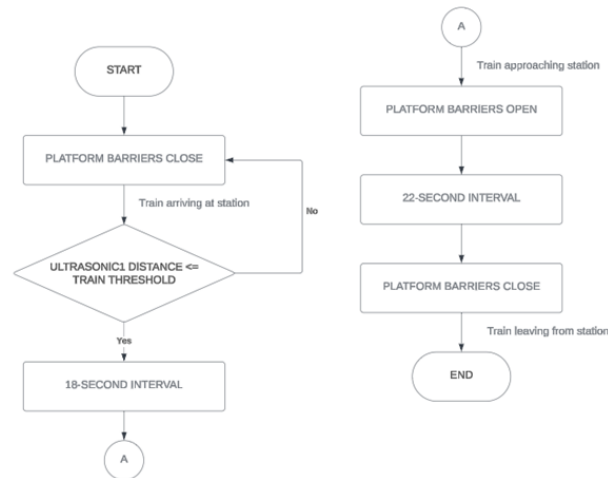 START
PLATFORM BARRIERS CLOSE
Train arriving at station
No
ULTRASONIC1 DISTANCE <=
TRAIN THRESHOLD
Yes
18-SECOND INTERVAL
A
A
Train approaching station
PLATFORM BARRIERS OPEN
22-SECOND INTERVAL
PLATFORM BARRIERS CLOSE
Train leaving from station
END